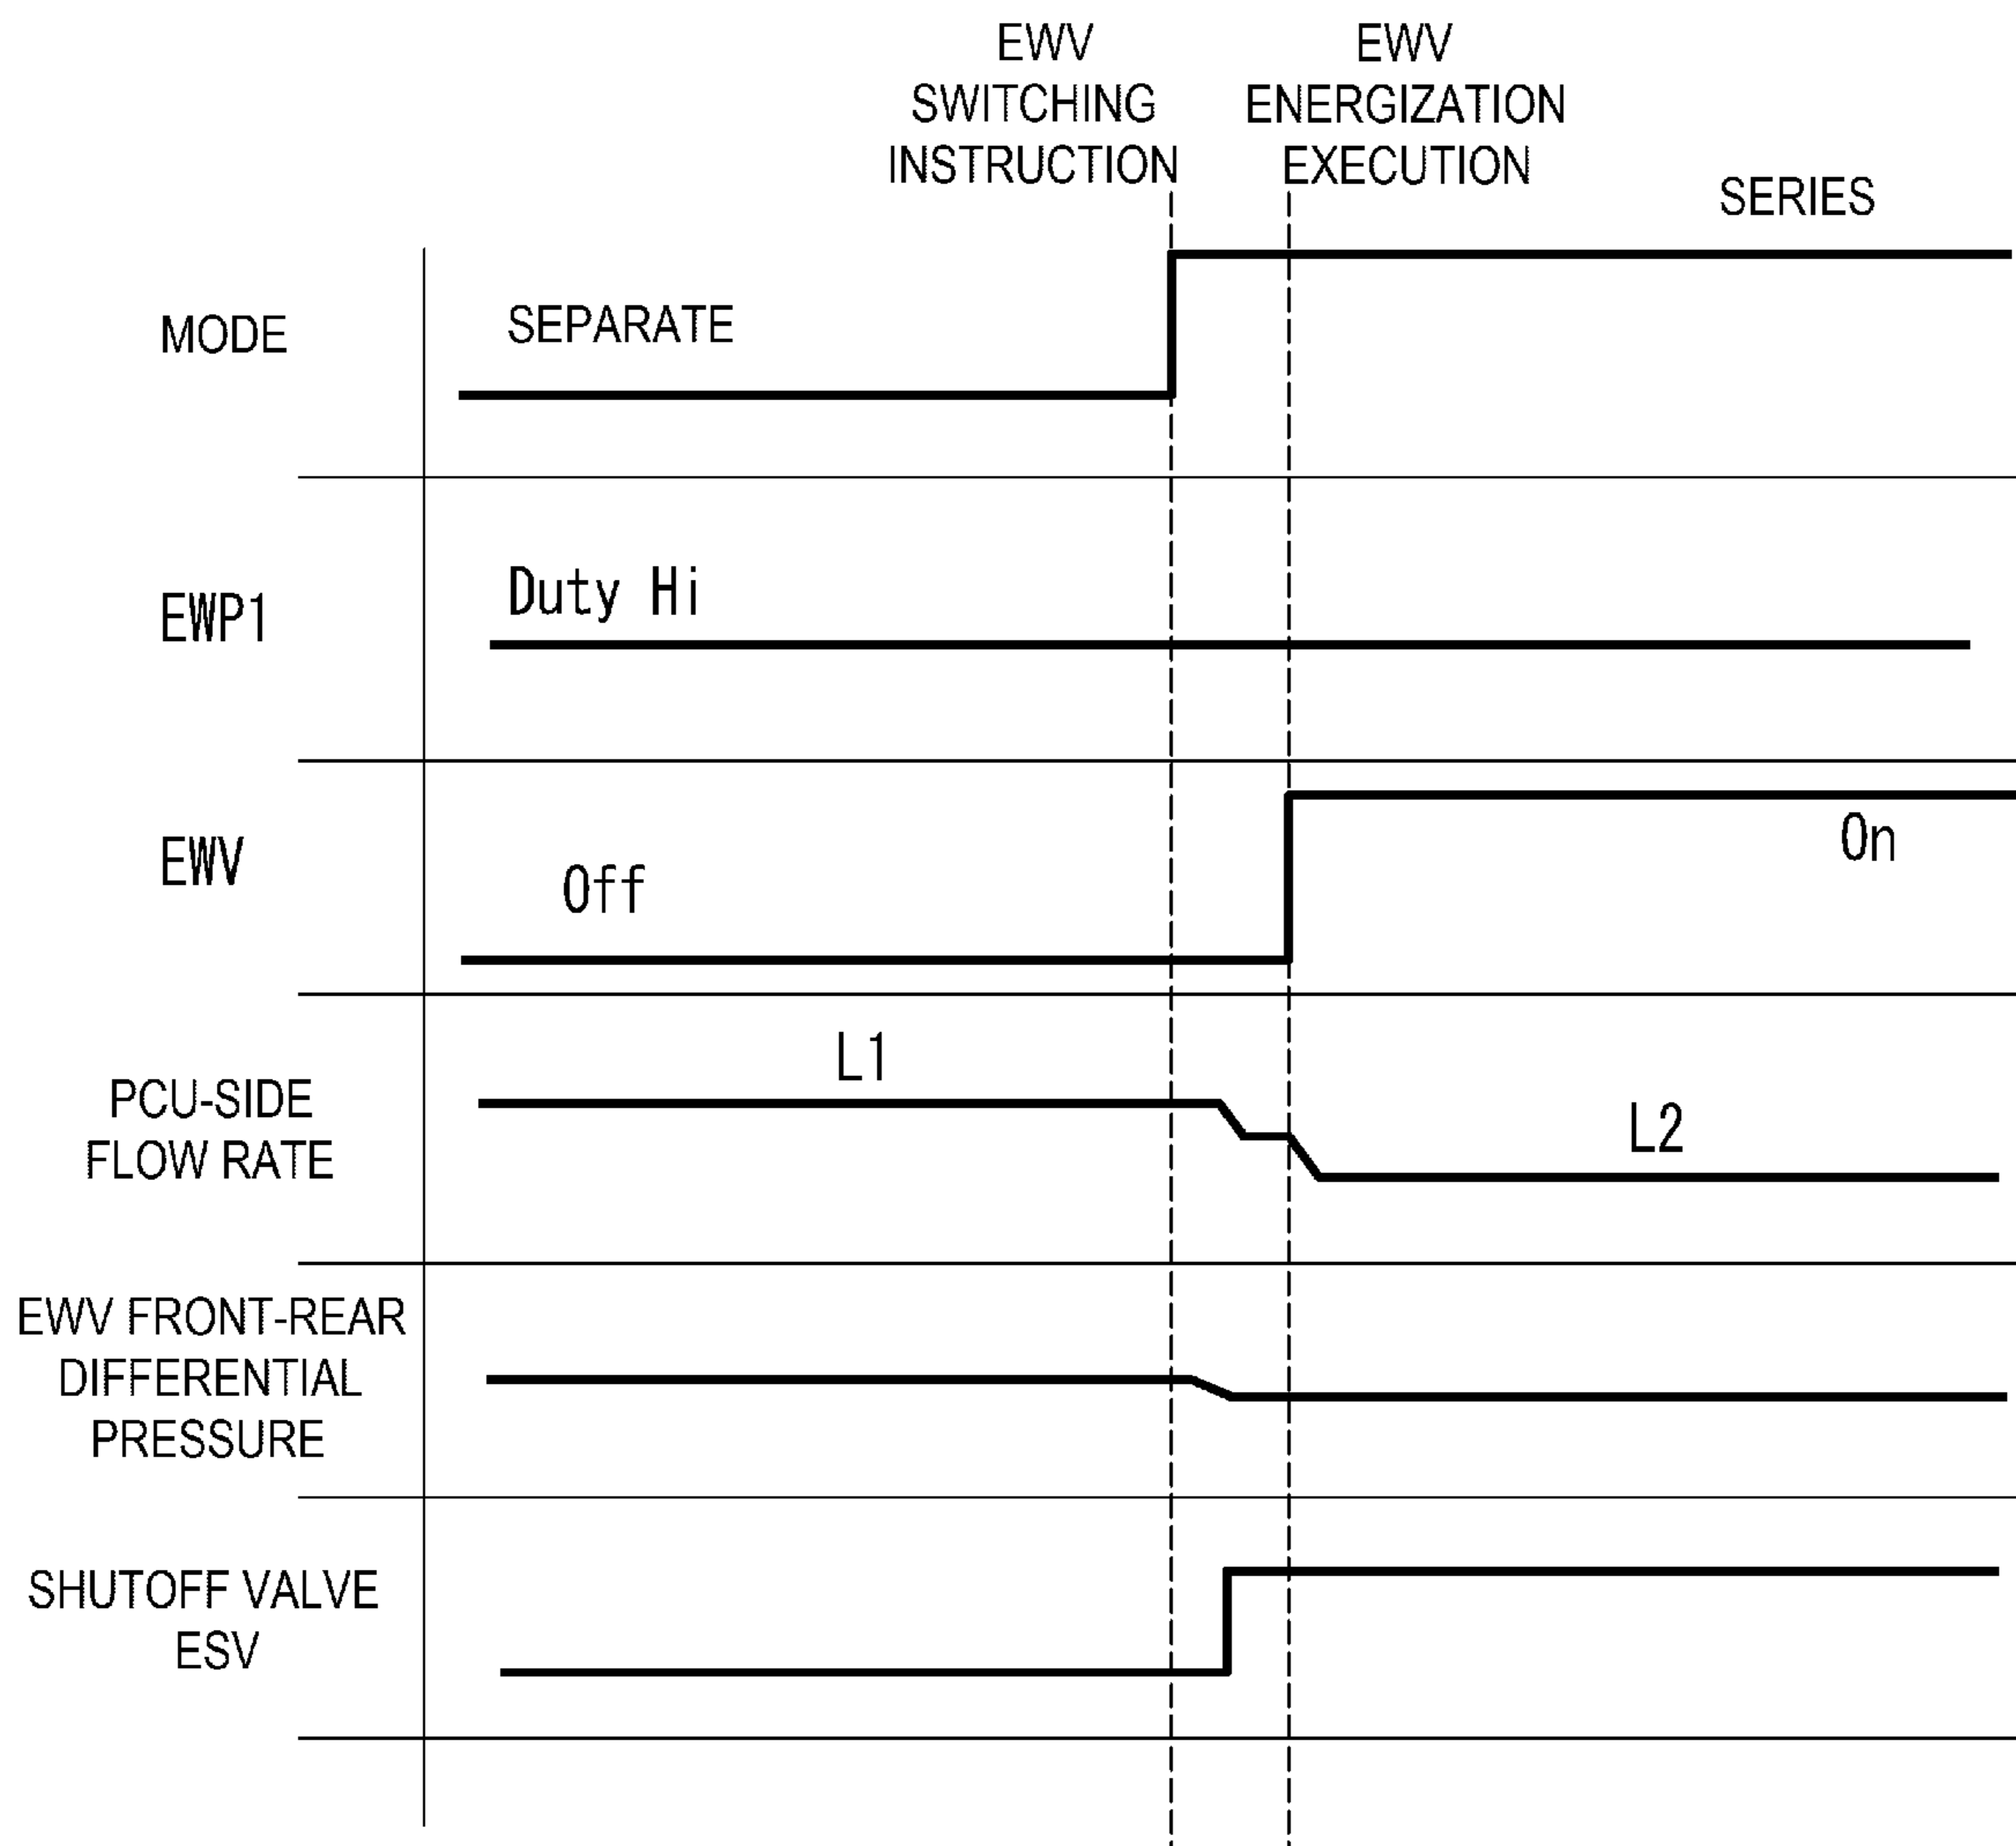 EWV
SWITCHING
INSTRUCTION
EWV
ENERGIZATION
EXECUTION
SERIES
MODE
SEPARATE
EWP1
Duty Hi
EWV
Off
On
PCU-SIDE
FLOW RATE
L1
L2
EWV FRONT-REAR
DIFFERENTIAL
PRESSURE
SHUTOFF VALVE
ESV